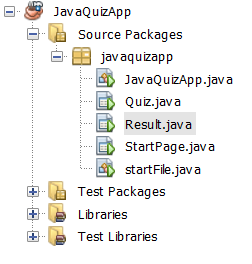 JavaQuizApp
Source Packages
javaquizapp
JavaQuizApp.java
Quiz.java
Result.java
StartPage.java
startFile.java
Test Packages
Libraries
Test Libraries